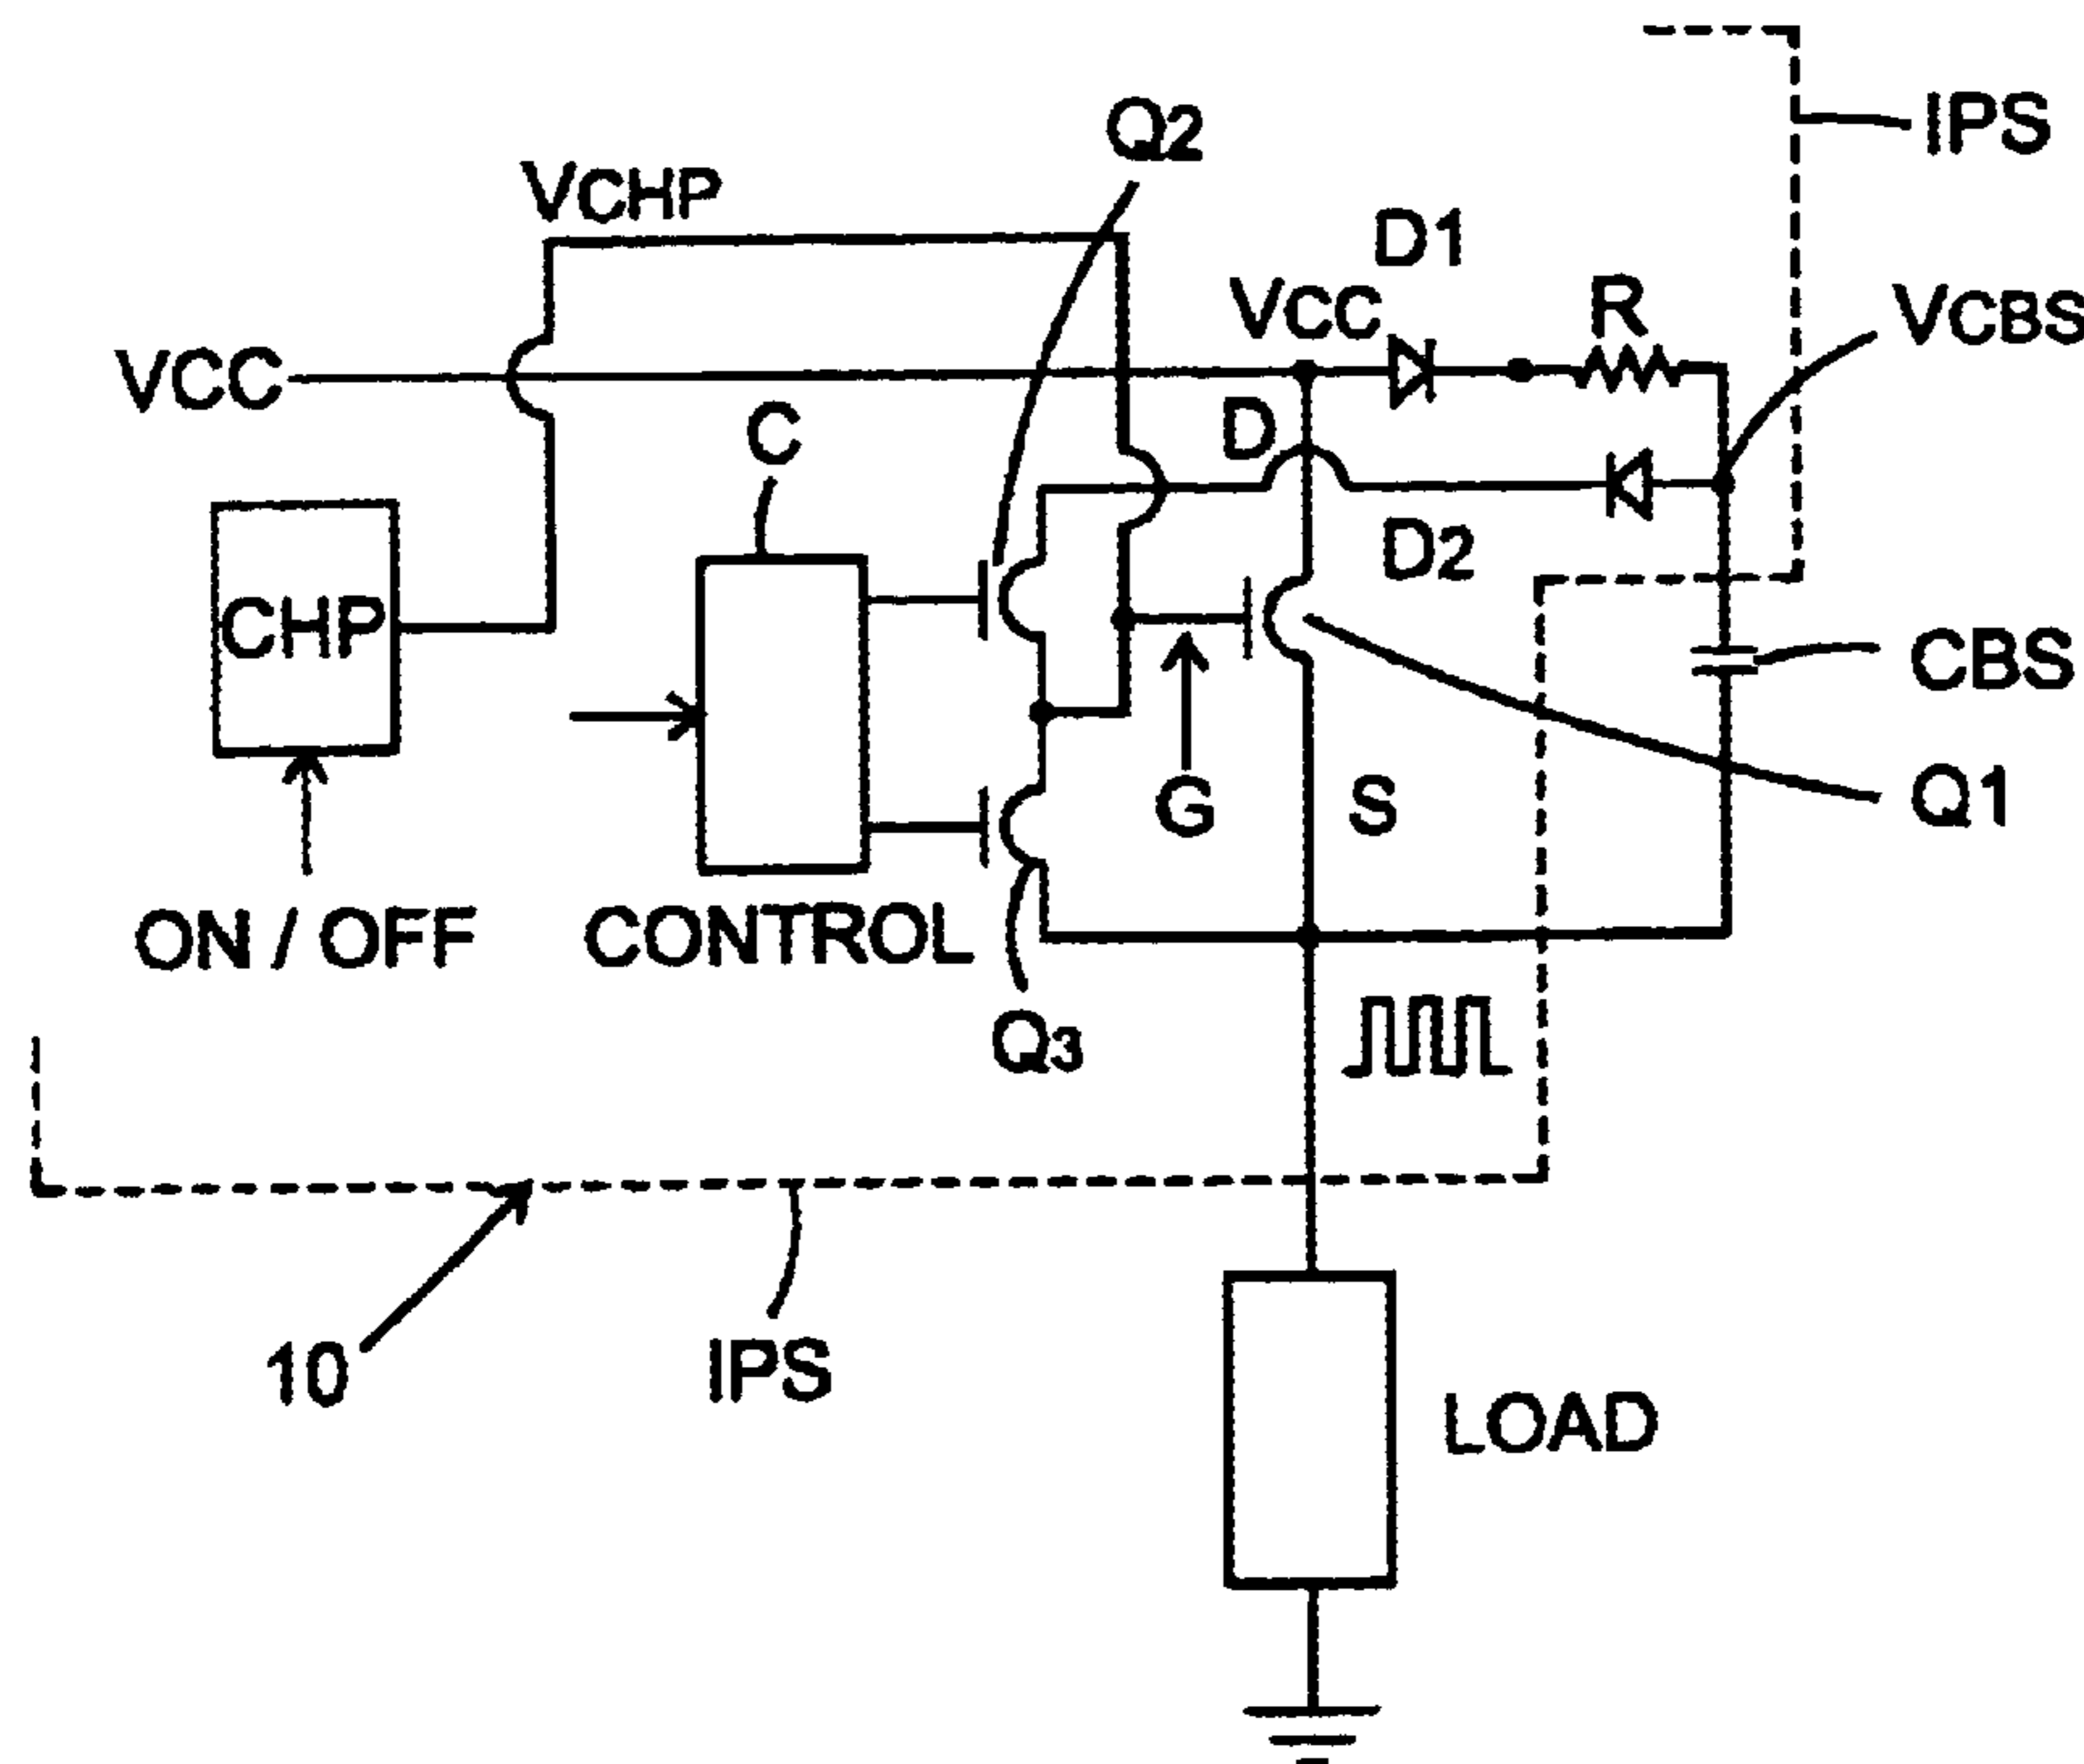 IPS
Q2
VCHP
D1
VCC
R
VCBS
VCC
C
D
D2
CHP
CBS
G
S
Q1
ON / OFF
CONTROL
Q3
10
IPS
LOAD